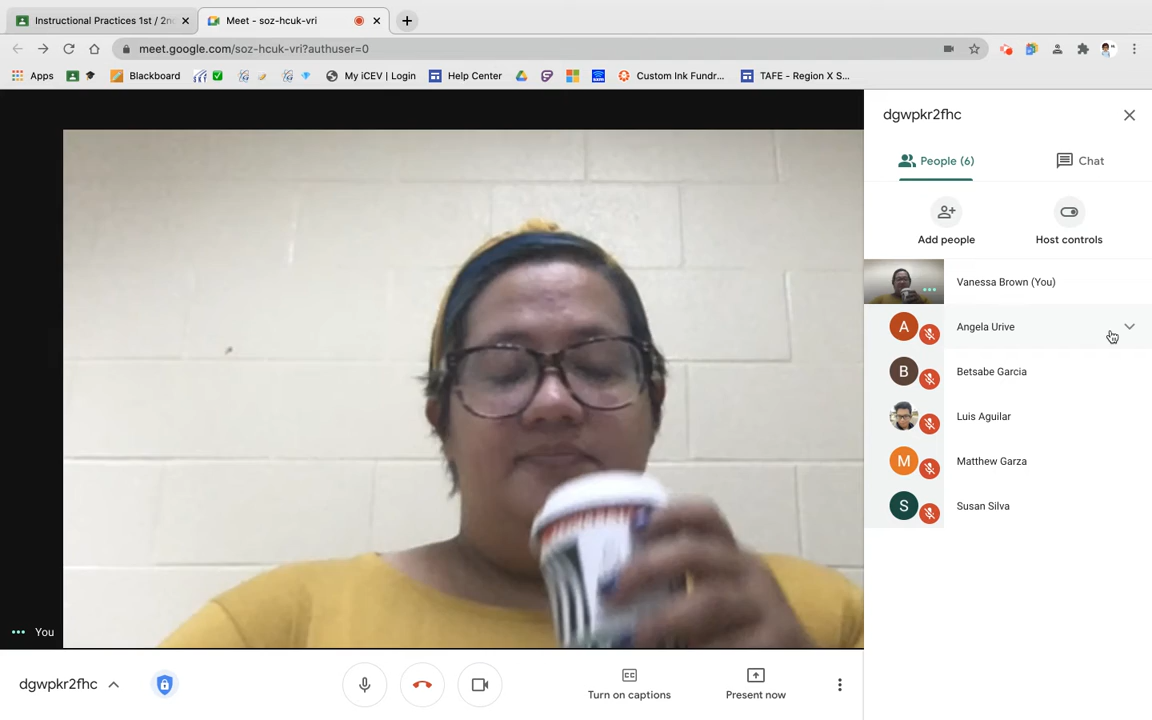 Instructional Practices 1st / 2n
Meet - soz-hcuk-vri
meet.google.com/soz-hcuk-vri?authuser=0
Apps
Blackboard
My iCEV | Login
Help Center
Custom Ink Fundr...
TAFE - Region X S...
dgwpkr2fhc
People (6)
Chat
Add people
Host controls
Vanessa Brown (You)
A
Angela Urive
B
Betsabe Garcia
Luis Aguilar
M
Matthew Garza
S
Susan Silva
You
dgwpkr2fhc
CC
Turn on captions
Present now